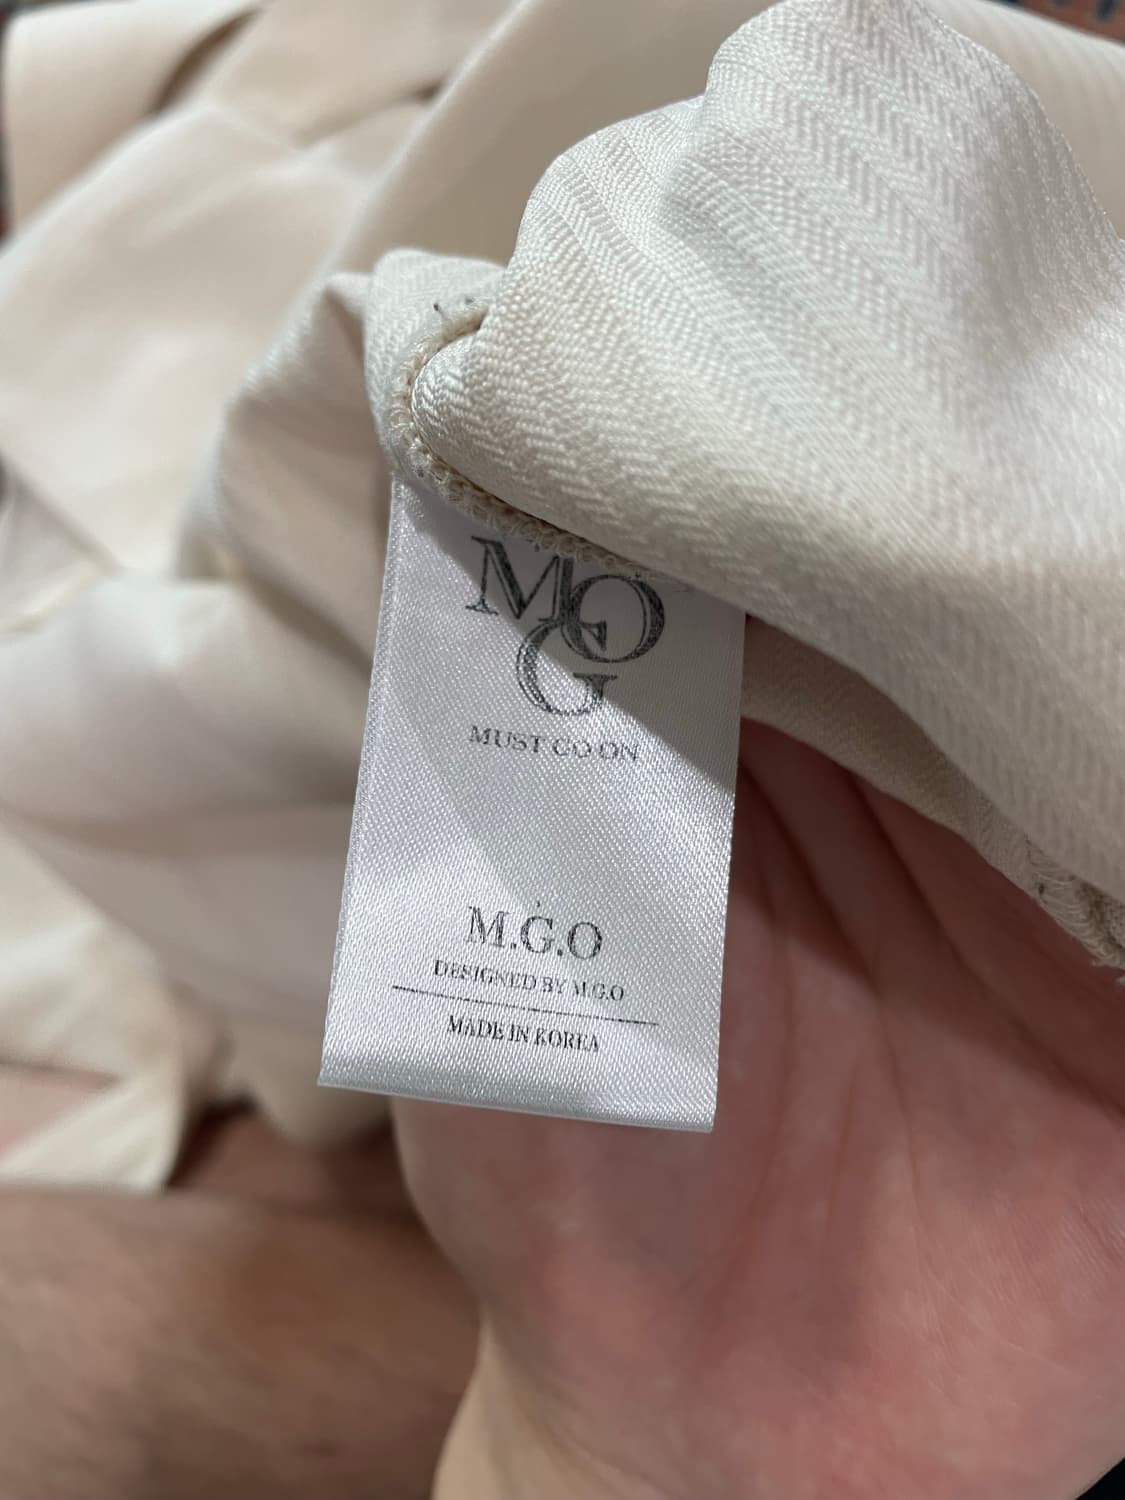 MGO
MUST GO ON
M.G.O
DESIGNED BY M.G.O
MADE IN KOREA